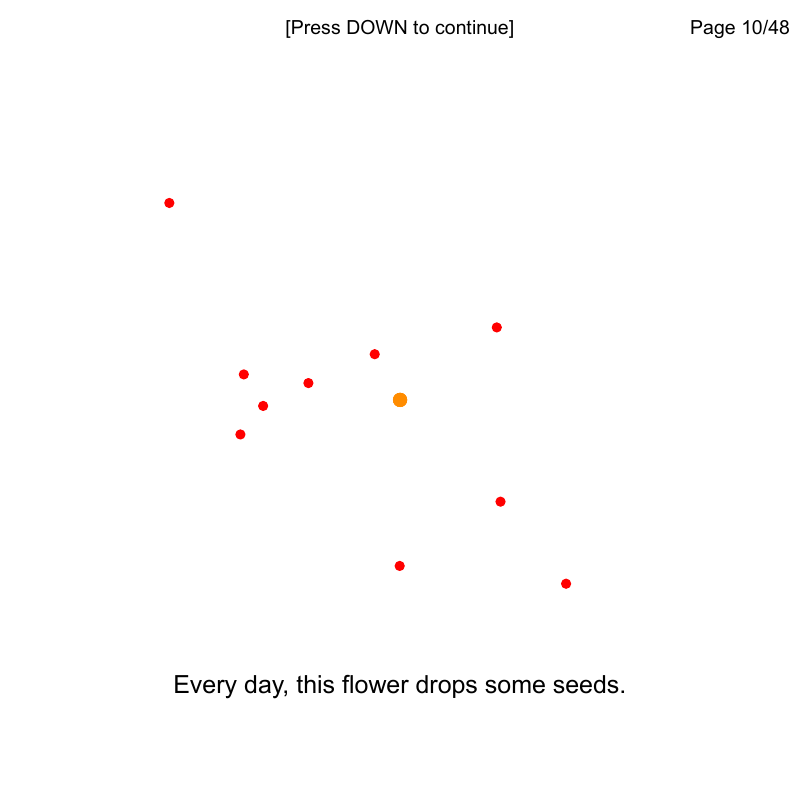 [Press DOWN to continue]
Page 10/48
Every day, this flower drops some seeds.